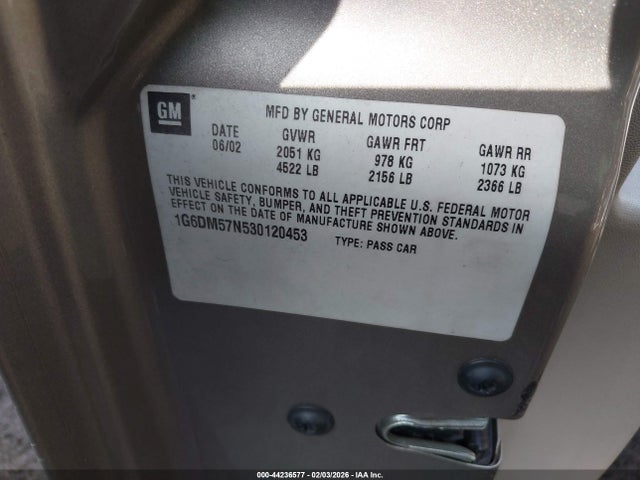 GM
MFD BY GENERAL MOTORS CORP
DATE GVWR GAWR FRT GAWR RR
06/02 2051 KG 978 KG 1073 KG
4522 LB 2156 LB 2366 LB
THIS VEHICLE CONFORMS TO ALL APPLICABLE U.S. FEDERAL MOTOR
VEHICLE SAFETY, BUMPER, AND THEFT PREVENTION STANDARDS IN
EFFECT ON THE DATE OF MANUFACTURE SHOWN ABOVE.
1G6DM57N530120453 TYPE: PASS CAR
000-44236577 - 02/03/2026 - IAA Inc.